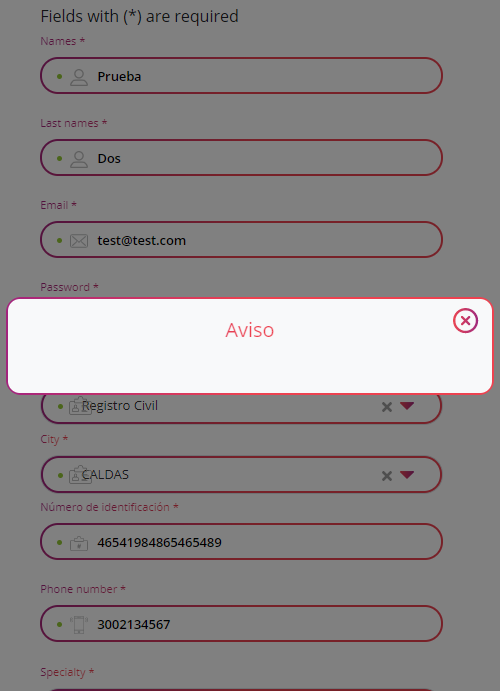 Fields with (*) are required
Names *
Prueba
Last names *
Dos
Email *
test@test.com
Password *
Aviso
Registro Civil
City *
CALDAS
Número de identificación *
46541984865465489
Phone number *
3002134567
Specialty *